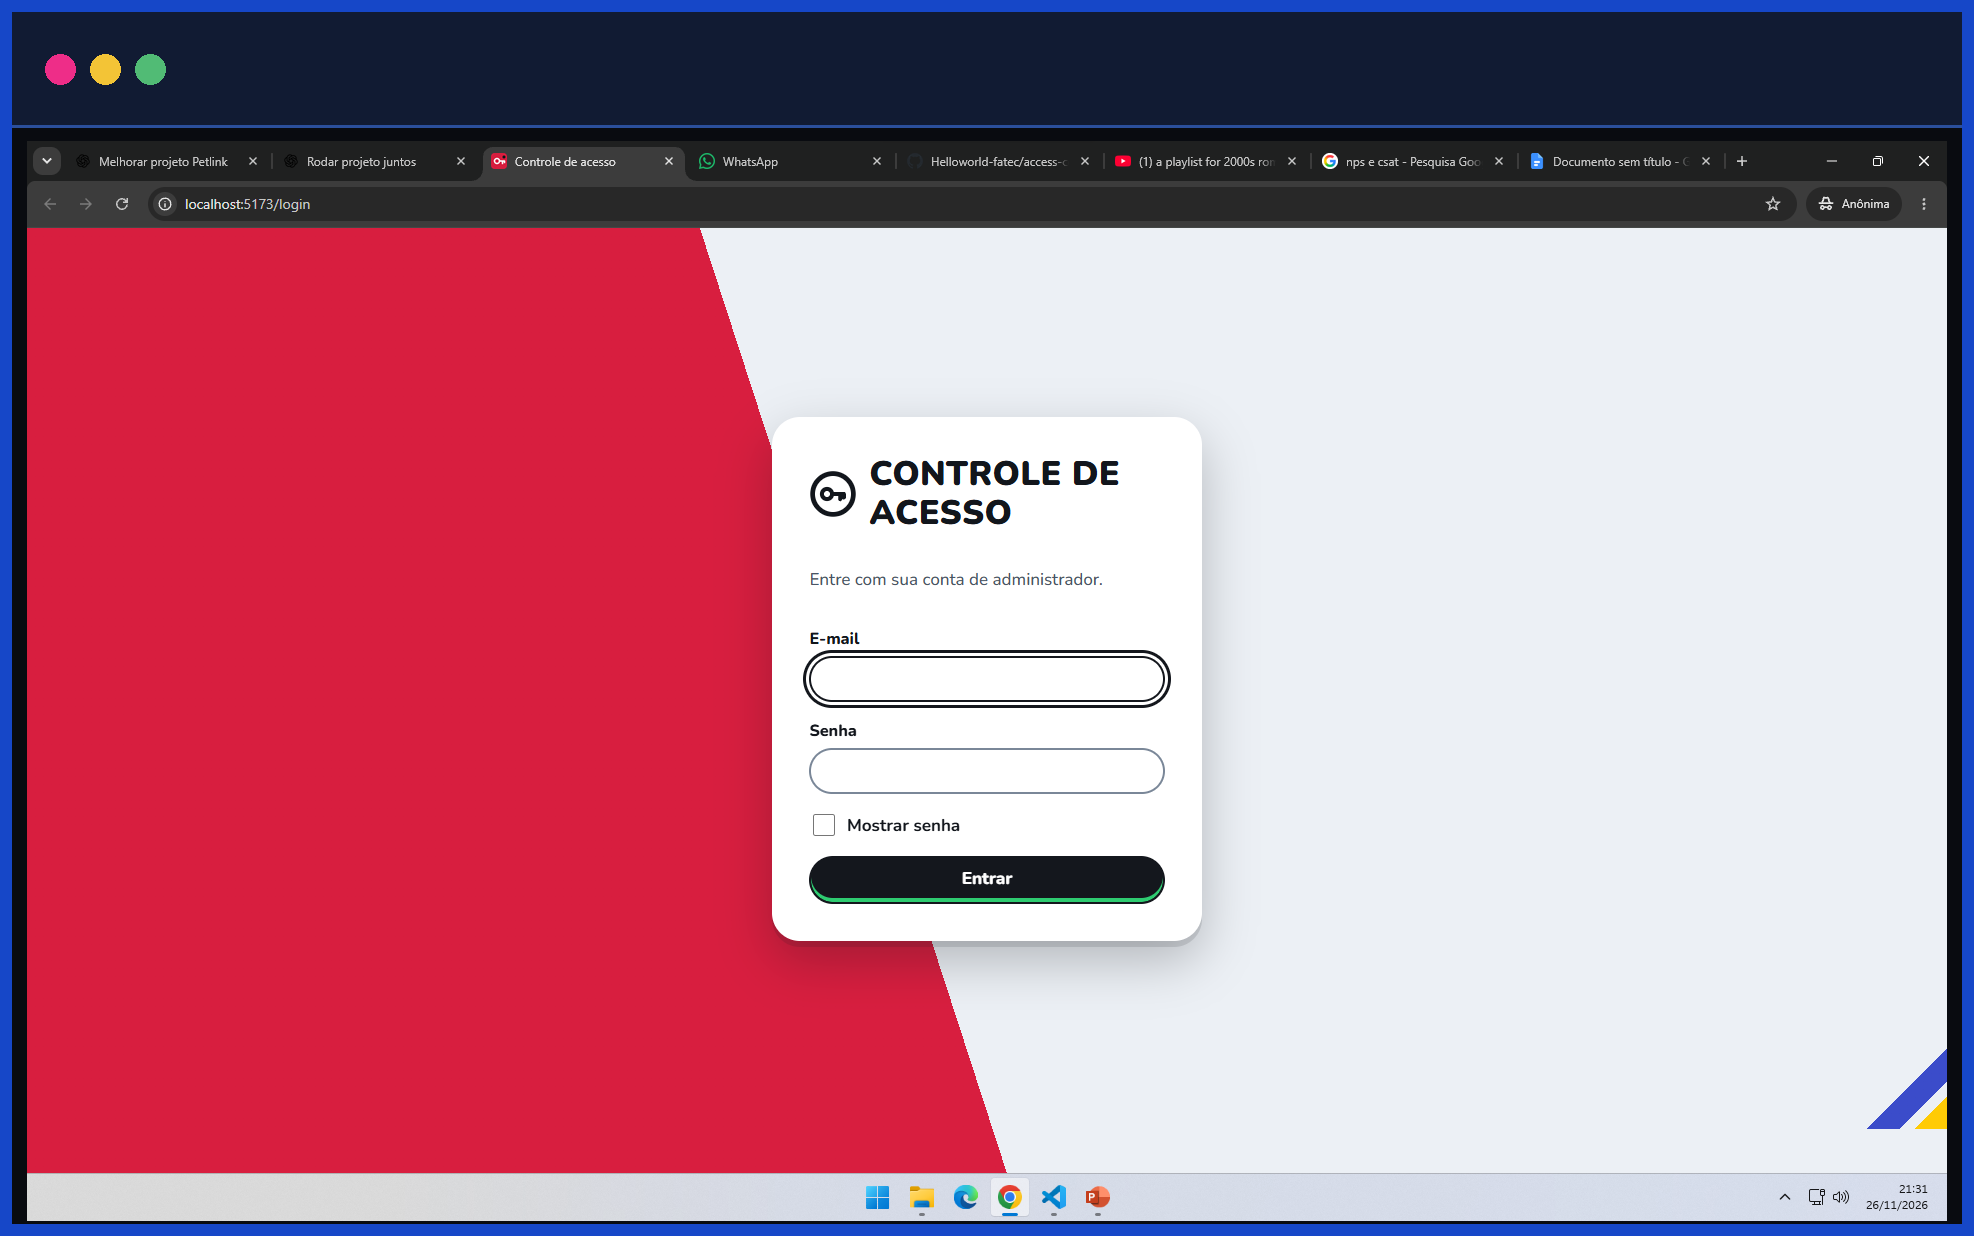 Melhorar projeto Petlink
Rodar projeto juntos
Controle de acesso
WhatsApp
Helloworld-fatec/access-c
(1) a playlist for 2000s rom
nps e csat - Pesquisa Goo
Documento sem título - G
localhost:5173/login
Anônima
CONTROLE DE
ACESSO
Entre com sua conta de administrador.
E-mail
Senha
Mostrar senha
Entrar
21:31
26/11/2026